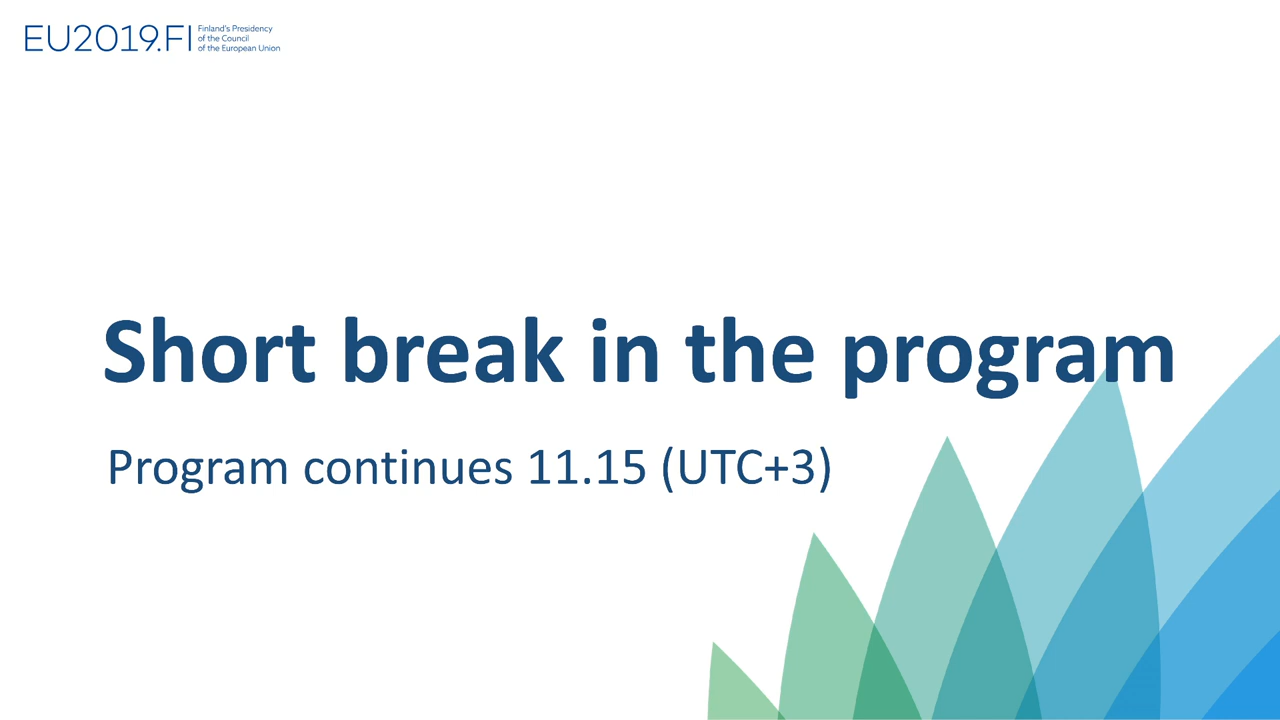 EU2019.FI
Finland's Presidency
of the Council
of the European Union
Short break in the program
Program continues 11.15 (UTC+3)